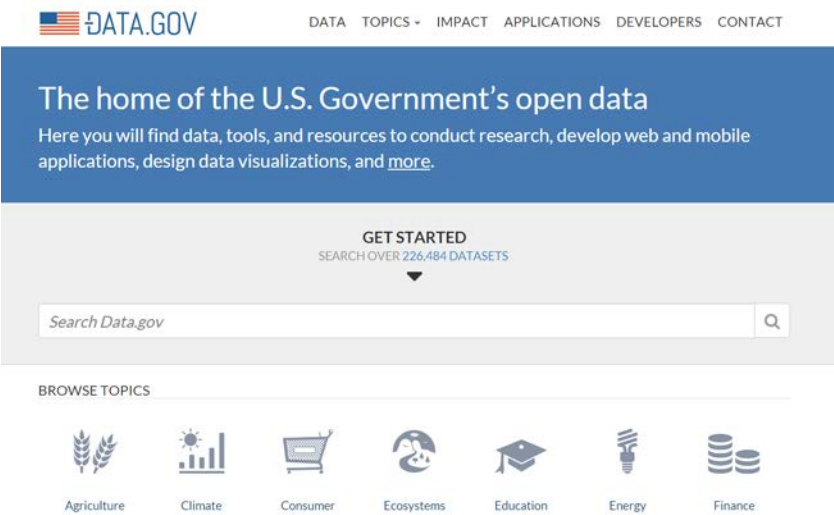 DATA.GOV
DATA TOPICS IMPACT APPLICATIONS DEVELOPERS CONTACT
The home of the U.S. Government's open data
Here you will find data, tools, and resources to conduct research, develop web and mobile
applications, design data visualizations, and more.
GET STARTED
SEARCH OVER 226,484 DATASETS
Search Data.gov
BROWSE TOPICS
Agriculture Climate Consumer Ecosystems Education Energy Finance